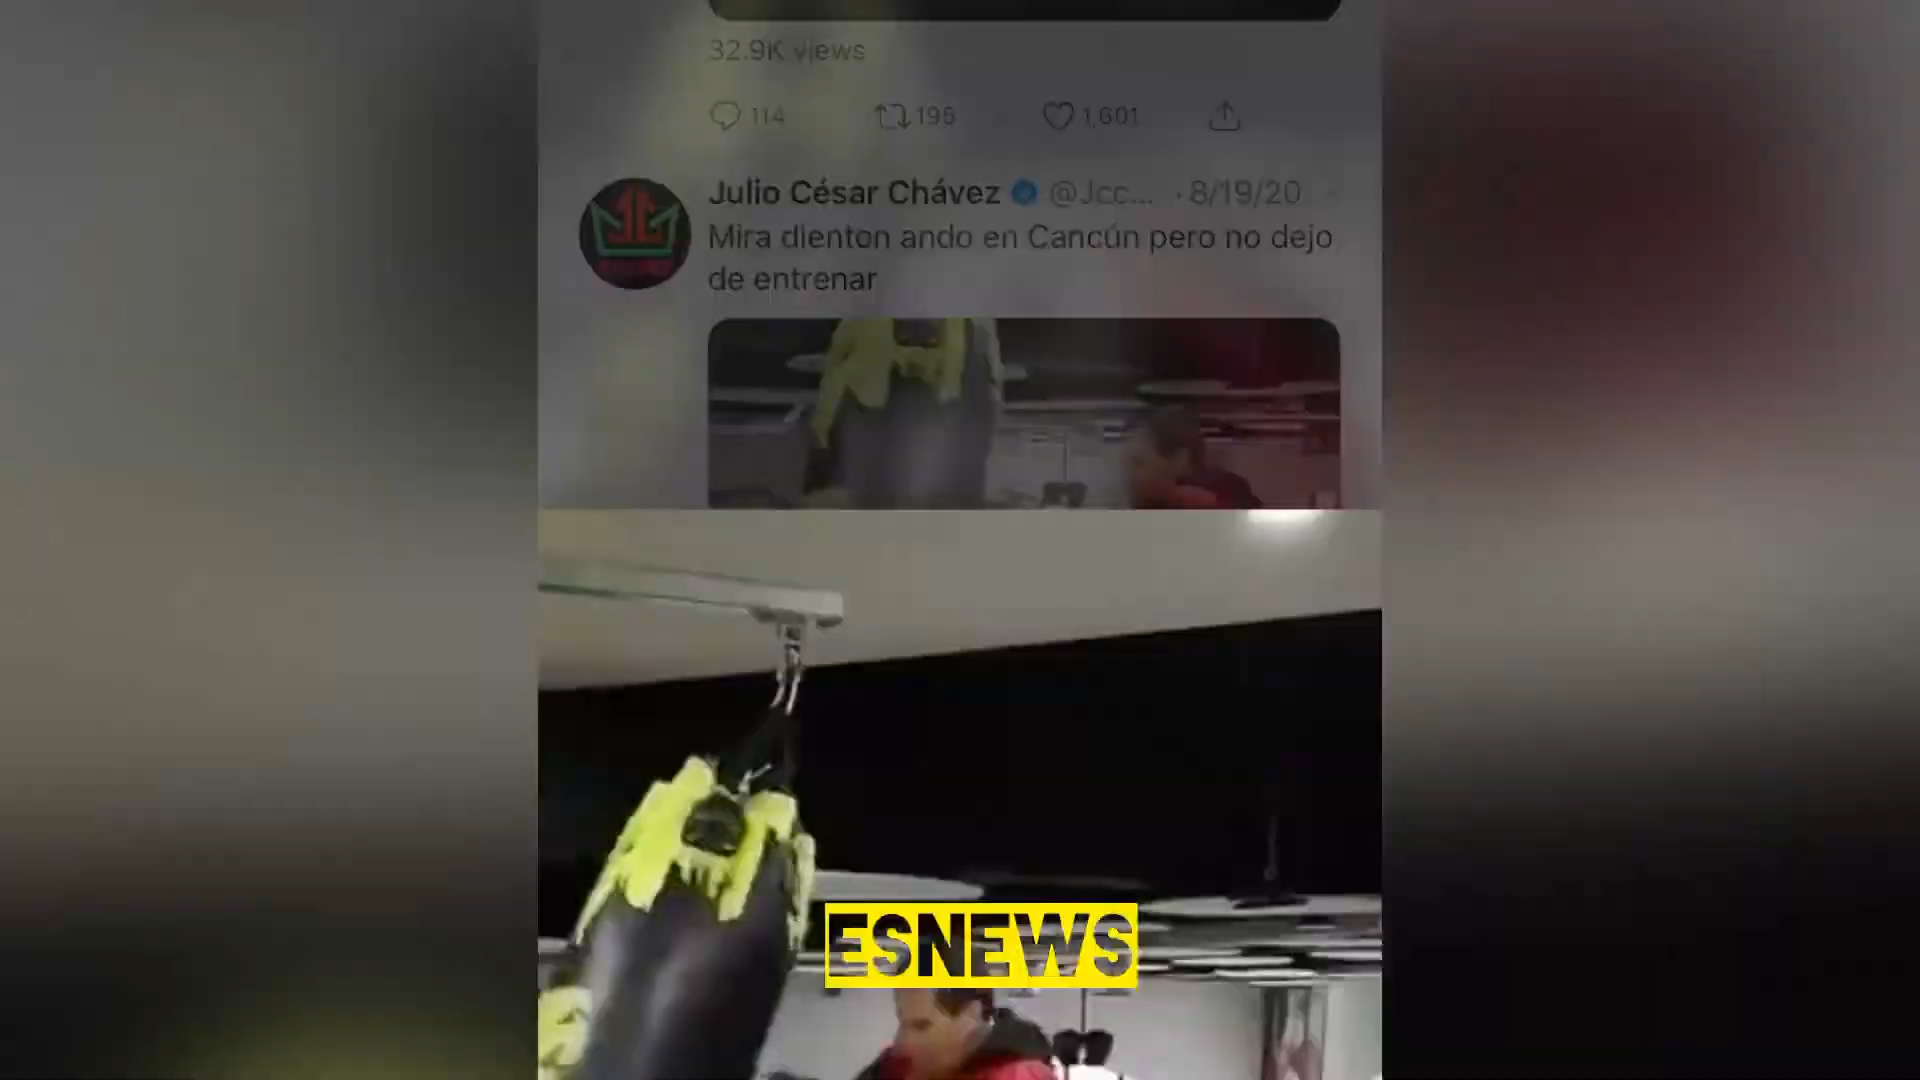 32.9K views
114 195 1,601
Julio César Chávez @Jcc... · 8/19/20
Mira dienton ando en Cancún pero no dejo
de entrenar
ESNEWS